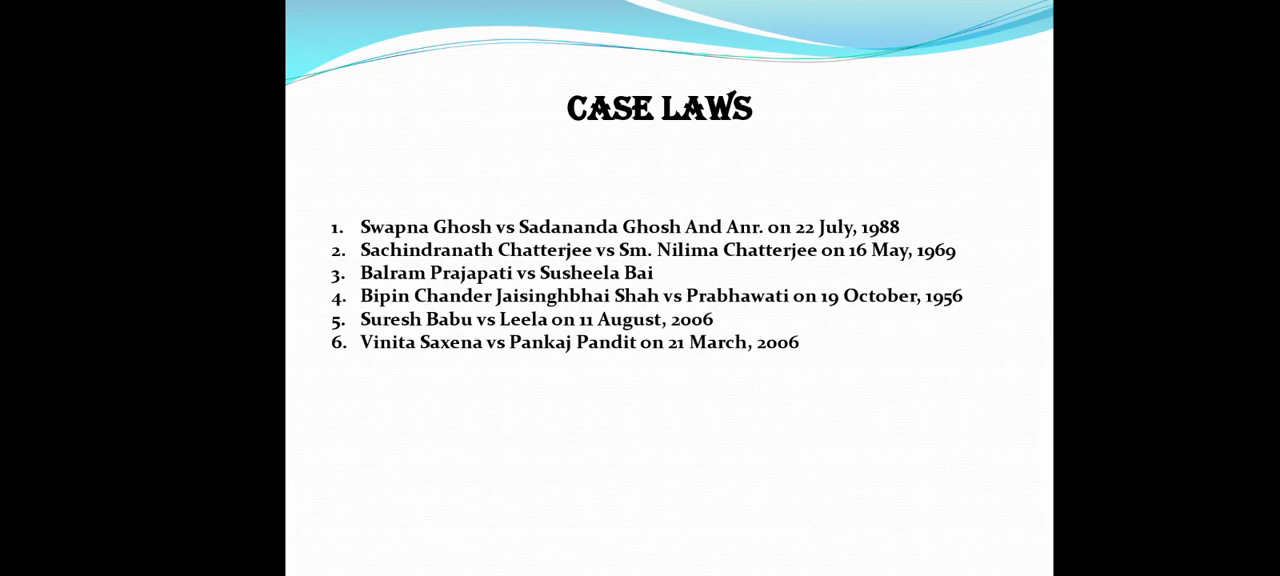 CASE LAWS
1. Swapna Ghosh vs Sadananda Ghosh And Anr. on 22 July, 1988
2. Sachindranath Chatterjee vs Sm. Nilima Chatterjee on 16 May, 1969
3. Balram Prajapati vs Susheela Bai
4. Bipin Chander Jaisinghbhai Shah vs Prabhawati on 19 October, 1956
5. Suresh Babu vs Leela on 11 August, 2006
6. Vinita Saxena vs Pankaj Pandit on 21 March, 2006